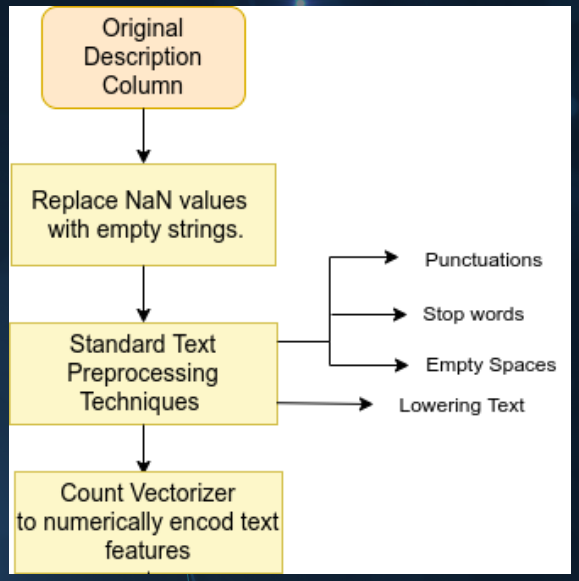 Original
Description
Column
Replace NaN values
with empty strings.
Standard Text
Preprocessing
Techniques
Punctuations
Stop words
Empty Spaces
Lowering Text
Count Vectorizer
to numerically encod text
features